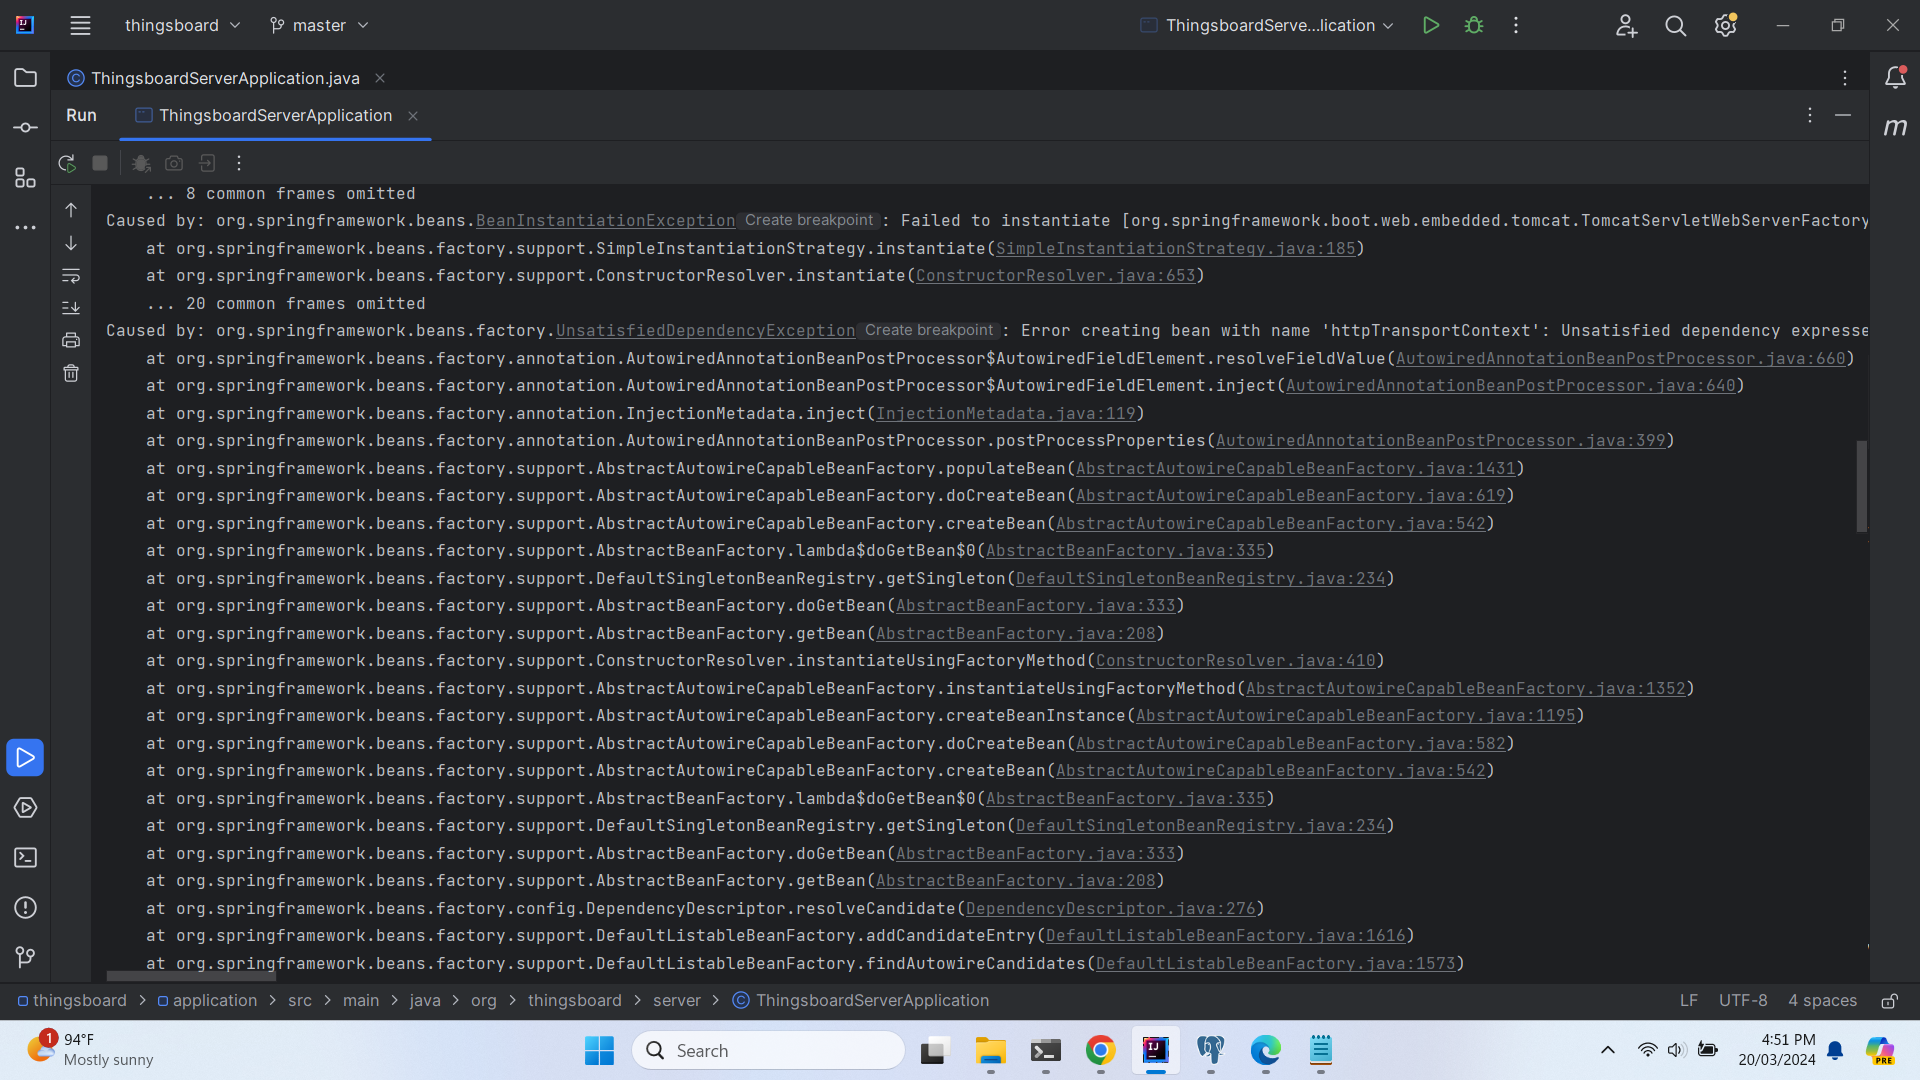 thingsboard
master
ThingsboardServe...lication
ThingsboardServerApplication.java
Run
ThingsboardServerApplication
... 8 common frames omitted
Caused by: org.springframework.beans.BeanInstantiationException Create breakpoint : Failed to instantiate [org.springframework.boot.web.embedded.tomcat.TomcatServletWebServerFactory
at org.springframework.beans.factory.support.SimpleInstantiationStrategy.instantiate(SimpleInstantiationStrategy.java:185)
at org.springframework.beans.factory.support.ConstructorResolver.instantiate(ConstructorResolver.java:653)
... 20 common frames omitted
Caused by: org.springframework.beans.factory.UnsatisfiedDependencyException Create breakpoint : Error creating bean with name 'httpTransportContext': Unsatisfied dependency expresse
at org.springframework.beans.factory.annotation.AutowiredAnnotationBeanPostProcessor$AutowiredFieldElement.resolveFieldValue(AutowiredAnnotationBeanPostProcessor.java:660)
at org.springframework.beans.factory.annotation.AutowiredAnnotationBeanPostProcessor$AutowiredFieldElement.inject(AutowiredAnnotationBeanPostProcessor.java:640)
at org.springframework.beans.factory.annotation.InjectionMetadata.inject(InjectionMetadata.java:119)
at org.springframework.beans.factory.annotation.AutowiredAnnotationBeanPostProcessor.postProcessProperties(AutowiredAnnotationBeanPostProcessor.java:399)
at org.springframework.beans.factory.support.AbstractAutowireCapableBeanFactory.populateBean(AbstractAutowireCapableBeanFactory.java:1431)
at org.springframework.beans.factory.support.AbstractAutowireCapableBeanFactory.doCreateBean(AbstractAutowireCapableBeanFactory.java:619)
at org.springframework.beans.factory.support.AbstractAutowireCapableBeanFactory.createBean(AbstractAutowireCapableBeanFactory.java:542)
at org.springframework.beans.factory.support.AbstractBeanFactory.lambda$doGetBean$0(AbstractBeanFactory.java:335)
at org.springframework.beans.factory.support.DefaultSingletonBeanRegistry.getSingleton(DefaultSingletonBeanRegistry.java:234)
at org.springframework.beans.factory.support.AbstractBeanFactory.doGetBean(AbstractBeanFactory.java:333)
at org.springframework.beans.factory.support.AbstractBeanFactory.getBean(AbstractBeanFactory.java:208)
at org.springframework.beans.factory.support.ConstructorResolver.instantiateUsingFactoryMethod(ConstructorResolver.java:410)
at org.springframework.beans.factory.support.AbstractAutowireCapableBeanFactory.instantiateUsingFactoryMethod(AbstractAutowireCapableBeanFactory.java:1352)
at org.springframework.beans.factory.support.AbstractAutowireCapableBeanFactory.createBeanInstance(AbstractAutowireCapableBeanFactory.java:1195)
at org.springframework.beans.factory.support.AbstractAutowireCapableBeanFactory.doCreateBean(AbstractAutowireCapableBeanFactory.java:582)
at org.springframework.beans.factory.support.AbstractAutowireCapableBeanFactory.createBean(AbstractAutowireCapableBeanFactory.java:542)
at org.springframework.beans.factory.support.AbstractBeanFactory.lambda$doGetBean$0(AbstractBeanFactory.java:335)
at org.springframework.beans.factory.support.DefaultSingletonBeanRegistry.getSingleton(DefaultSingletonBeanRegistry.java:234)
at org.springframework.beans.factory.support.AbstractBeanFactory.doGetBean(AbstractBeanFactory.java:333)
at org.springframework.beans.factory.support.AbstractBeanFactory.getBean(AbstractBeanFactory.java:208)
at org.springframework.beans.factory.config.DependencyDescriptor.resolveCandidate(DependencyDescriptor.java:276)
at org.springframework.beans.factory.support.DefaultListableBeanFactory.addCandidateEntry(DefaultListableBeanFactory.java:1616)
at org.springframework.beans.factory.support.DefaultListableBeanFactory.findAutowireCandidates(DefaultListableBeanFactory.java:1573)
thingsboard > application > src > main > java > org > thingsboard > server > ThingsboardServerApplication
LF UTF-8 4 spaces
1
94°F
Mostly sunny
Search
PRE
4:51 PM
20/03/2024